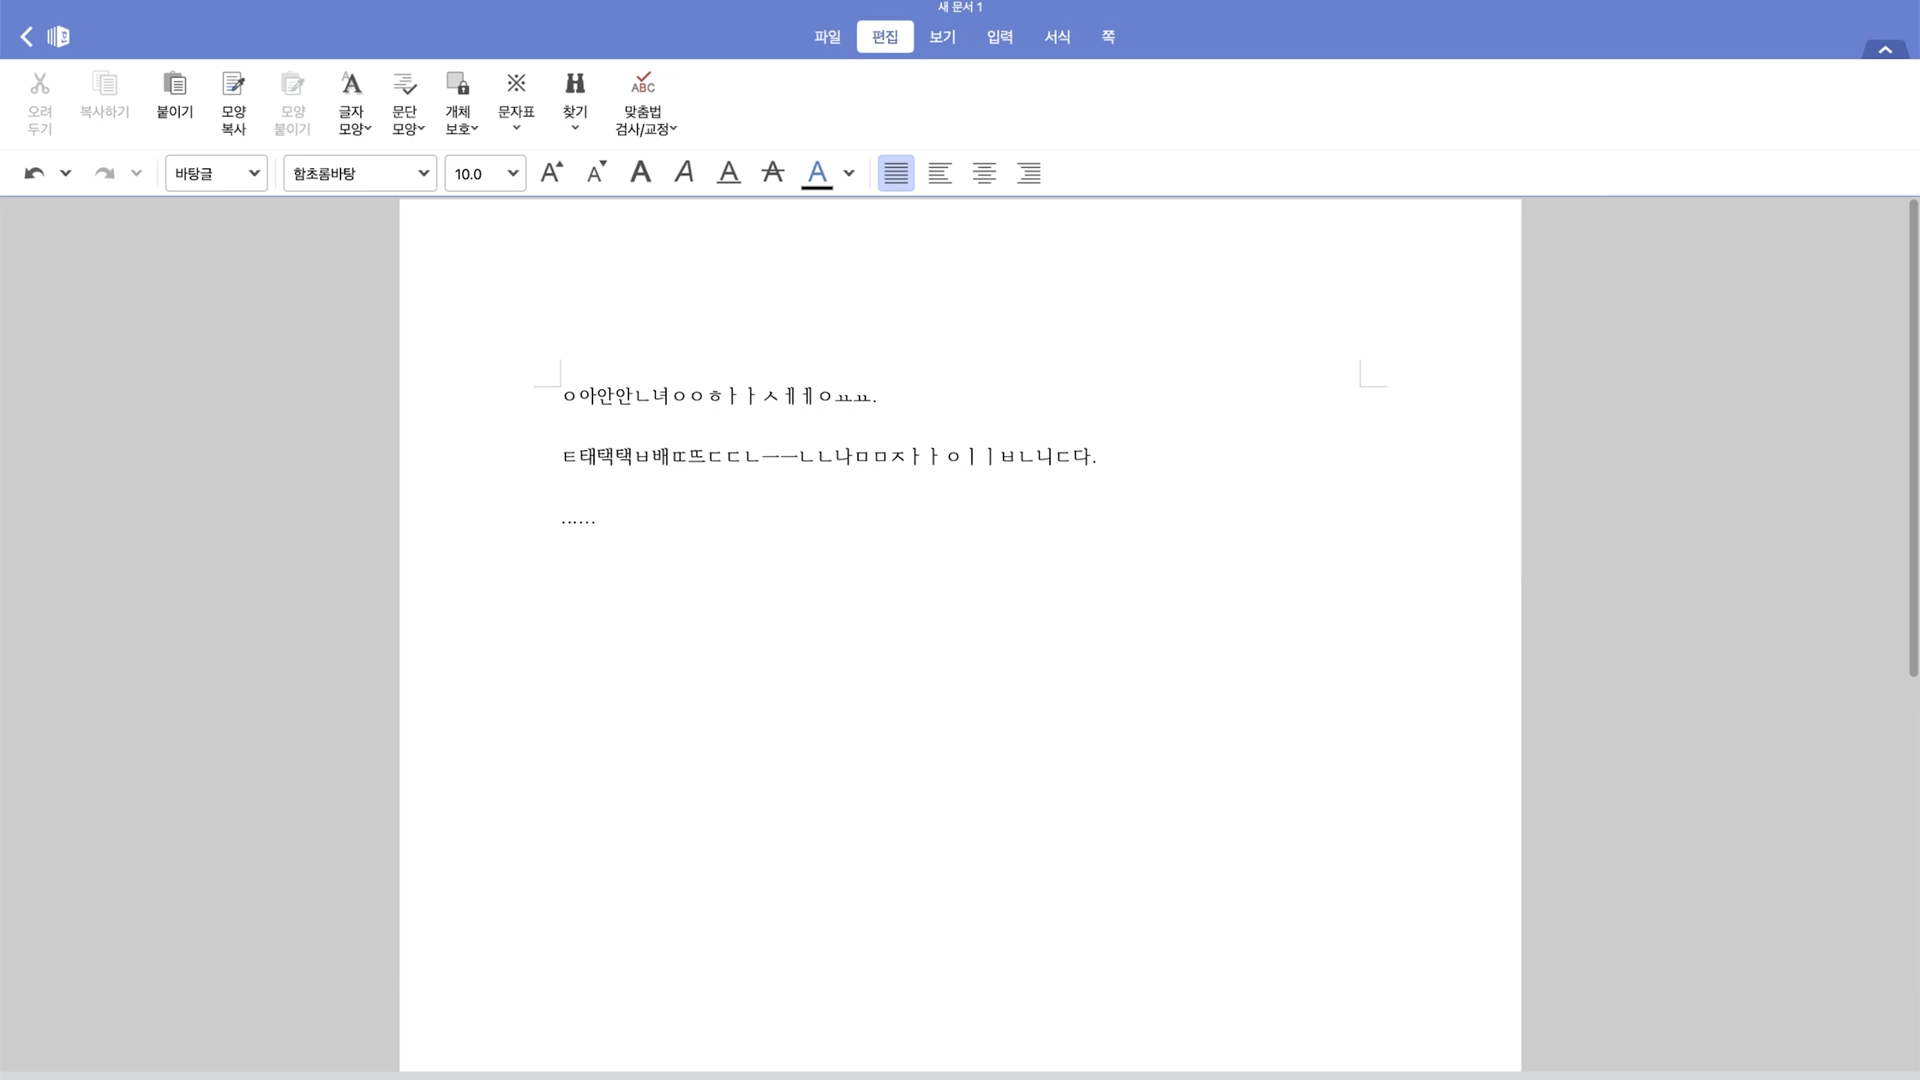 새 문서 1
파일 편집 보기 입력 서식 쪽
오려 두기
복사하기
붙이기
모양 복사
모양 붙이기
글자 모양
문단 모양
개체 보호
문자표
찾기
ABC
맞춤법 검사/교정
바탕글 함초롬바탕 10.0
ㅇ아안안ㄴ녀ㅇㅇㅎㅏㅏㅅㅔㅔㅇㅛㅛ.
ㅌ태택택ㅂ배ㄸ뜨ㄷㄷㄴㅡㅡㄴㄴ나ㅁㅁㅈㅏㅏㅇㅣㅣㅂㄴ니ㄷ다.
......